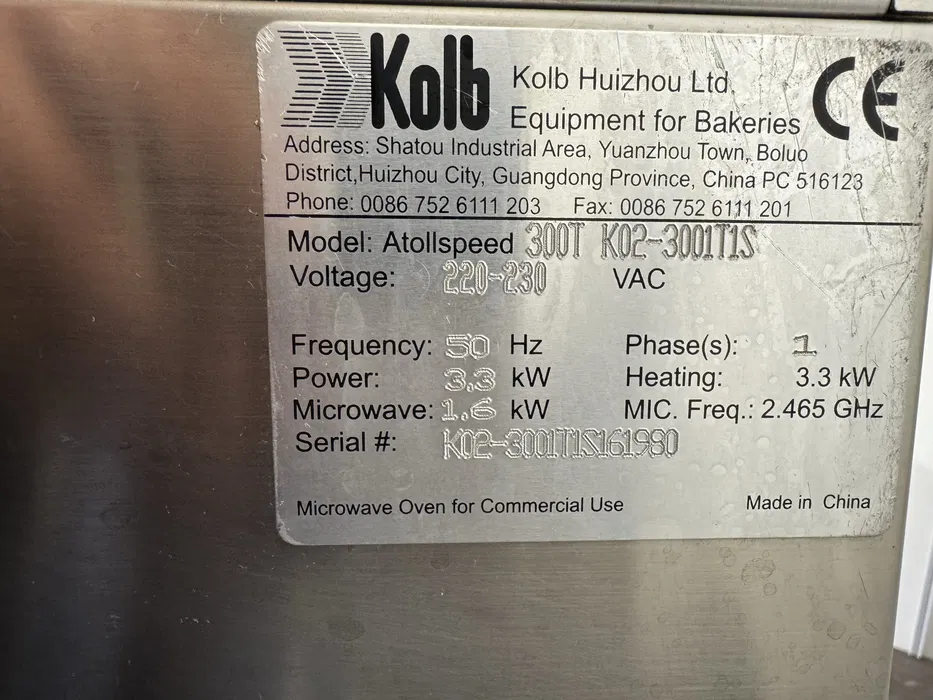 Kolb
Kolb Huizhou Ltd.
Equipment for Bakeries
CE
Address: Shatou Industrial Area, Yuanzhou Town, Boluo
District,Huizhou City, Guangdong Province, China PC 516123
Phone: 0086 752 6111 203 Fax: 0086 752 6111 201
Model: Atollspeed 300T K02-3001T1S
Voltage: 220-230 VAC
Frequency: 50 Hz Phase(s): 1
Power: 3.3 kW Heating: 3.3 kW
Microwave: 1.6 kW MIC. Freq.: 2.465 GHz
Serial #: K02-3001T1S161980
Microwave Oven for Commercial Use Made in China